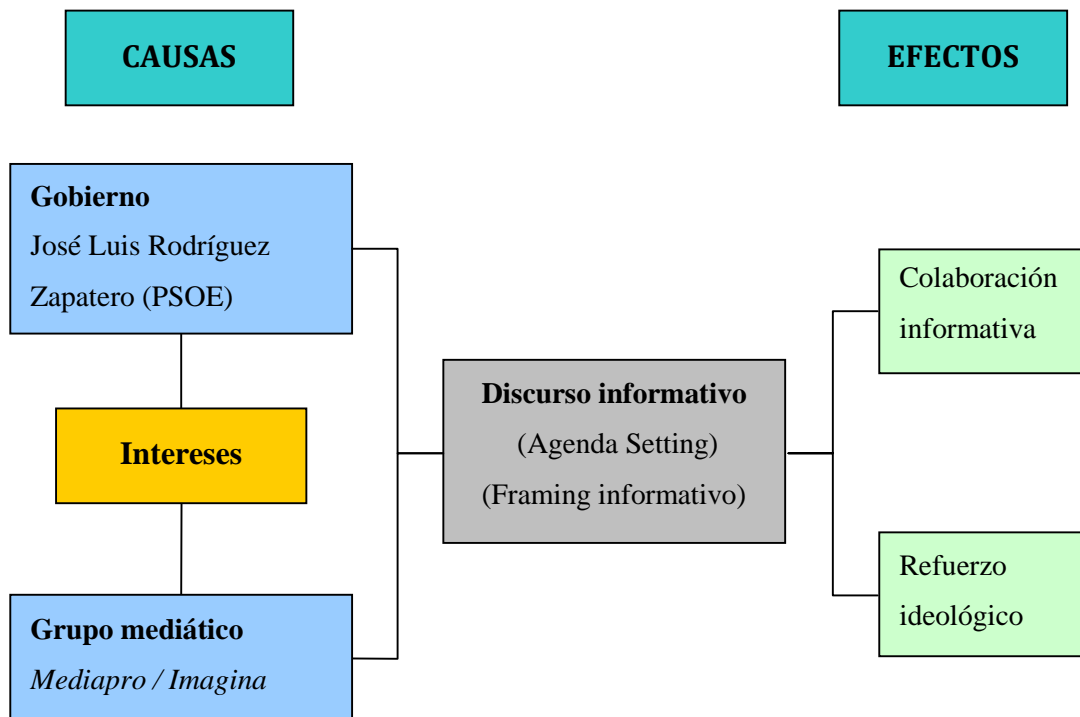 CAUSAS
EFECTOS
Gobierno
José Luis Rodríguez
Zapatero (PSOE)
Intereses
Grupo mediático
Mediapro / Imagina
Discurso informativo
(Agenda Setting)
(Framing informativo)
Colaboración
informativa
Refuerzo
ideológico